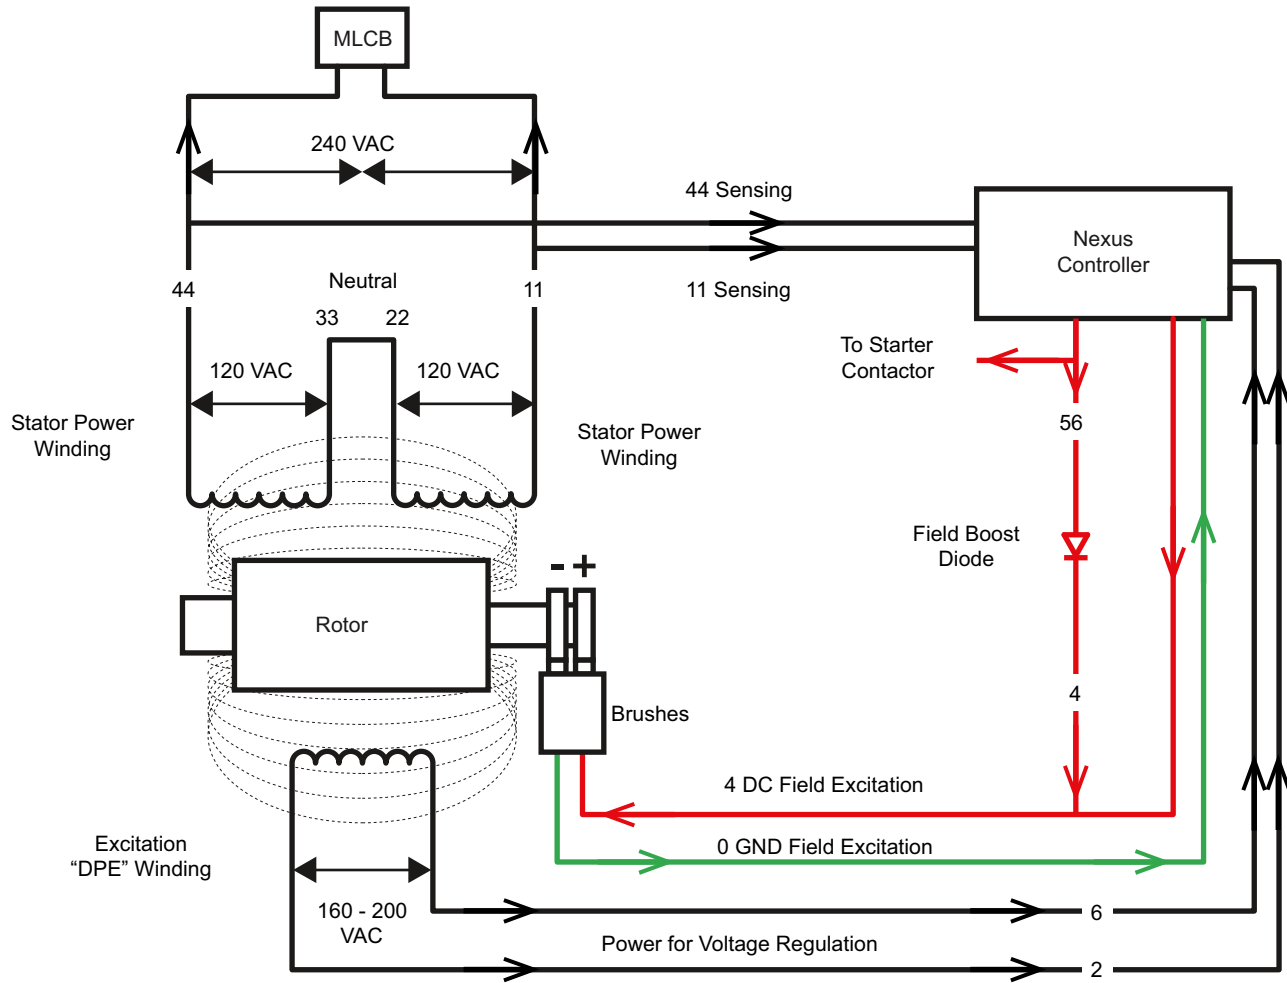 MLCB
240 VAC
44 Sensing
Nexus
Controller
44
Neutral
11
11 Sensing
33
22
To Starter
Contactor
120 VAC
120 VAC
Stator Power
Winding
Stator Power
Winding
56
Field Boost
Diode
- +
Rotor
4
Brushes
4 DC Field Excitation
0 GND Field Excitation
Excitation
“DPE” Winding
160 - 200
VAC
6
Power for Voltage Regulation
2